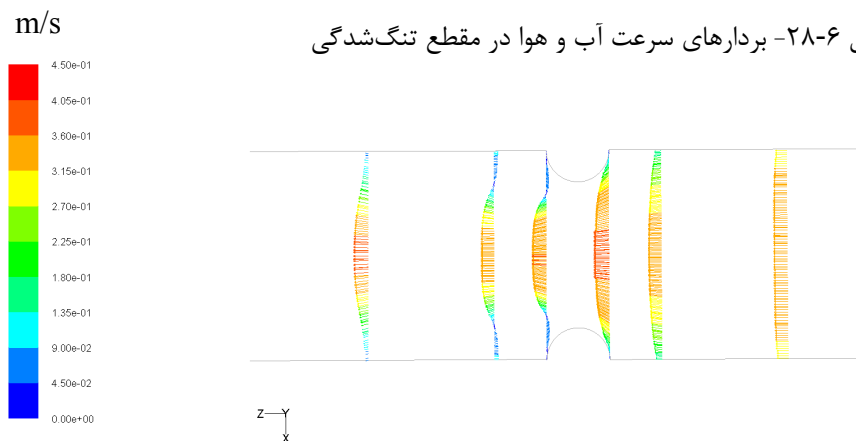 m/s
۶-۲۸- بردارهای سرعت آب و هوا در مقطع تنگ‌شدگی
4.50e-01
4.05e-01
3.60e-01
3.15e-01
2.70e-01
2.25e-01
1.80e-01
1.35e-01
9.00e-02
4.50e-02
0.00e+00
Z Y
X